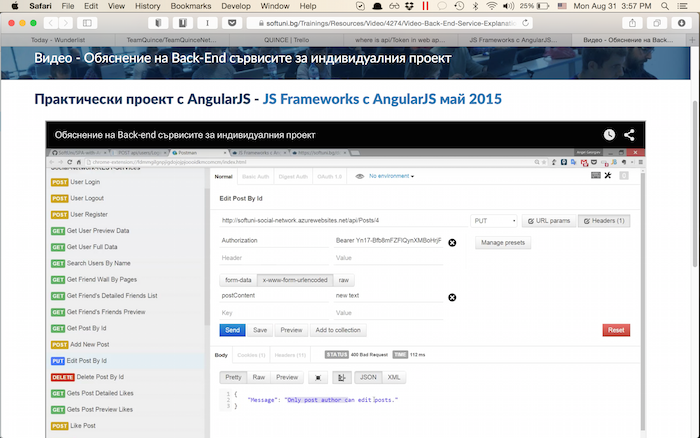 Safari File Edit View History Bookmarks Develop Window Help 25% Mon Aug 31 3:57 PM
softuni.bg/Trainings/Resources/Video/4274/Video-Back-End-Service-Explana
Today - Wunderlist TeamQuince/TeamQuinceNet... QUINCE | Trello where is api/Token in web ap... JS Frameworks с AngularJS... Видео - Обяснение на Back...
Видео - Обяснение на Back-End сървисите за индивидуалния проект
Практически проект с AngularJS - JS Frameworks с AngularJS май 2015
Обяснение на Back-end сървисите за индивидуалния проект
Postman
POST User Login
POST User Logout
POST User Register
GET Get User Preview Data
GET Get User Full Data
GET Search Users By Name
GET Get Friend Wall By Pages
GET Get Friend's Detailed Friends List
GET Get Friend's Friends Preview
GET Get Post By Id
POST Add New Post
PUT Edit Post By Id
DELETE Delete Post By Id
GET Gets Post Detailed Likes
GET Gets Post Preview Likes
POST Like Post
Normal Basic Auth Digest Auth OAuth 1.0 No environment
Edit Post By Id
http://softuni-social-network.azurewebsites.net/api/Posts/4 PUT URL params Headers (1)
Authorization Bearer Manage presets
Header Value
form-data x-www-form-urlencoded raw
postContent new text
Key Value
Send Save Preview Add to collection Reset
Body Cookies (1) Headers (11) STATUS 400 Bad Request TIME 112 ms
Pretty Raw Preview JSON XML
1 {
2 "Message": "Only post author can edit posts."
3 }